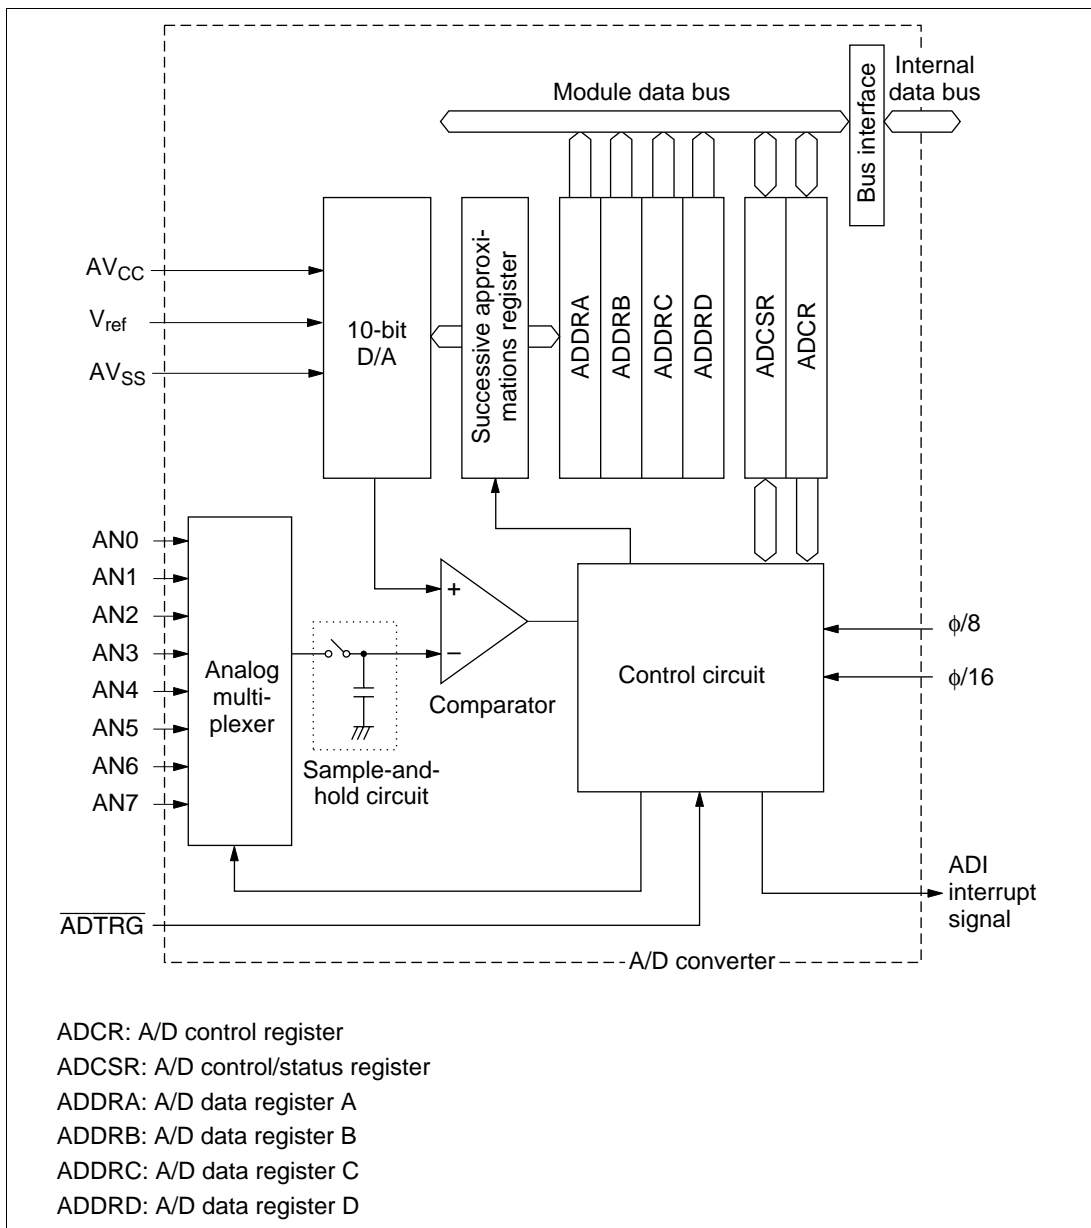 Module data bus
Internal
data bus
Bus interface
AVCC
Vref
AVSS
10-bit
D/A
Successive approxi-
mations register
ADDRA
ADDRB
ADDRC
ADDRD
ADCSR
ADCR
AN0
AN1
AN2
AN3
AN4
AN5
AN6
AN7
Analog
multi-
plexer
Sample-and-
hold circuit
+
−
Comparator
Control circuit
ϕ/8
ϕ/16
ADTRG
ADI
interrupt
signal
A/D converter
ADCR: A/D control register
ADCSR: A/D control/status register
ADDRA: A/D data register A
ADDRB: A/D data register B
ADDRC: A/D data register C
ADDRD: A/D data register D